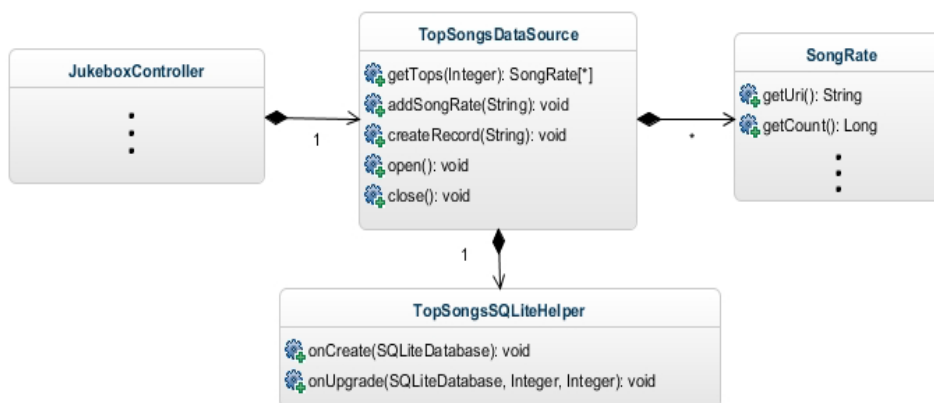 JukeboxController
1
TopSongsDataSource
getTops(Integer): SongRate[*]
addSongRate(String): void
createRecord(String): void
open(): void
close(): void
*
SongRate
getUri(): String
getCount(): Long
1
TopSongsSQLiteHelper
onCreate(SQLiteDatabase): void
onUpgrade(SQLiteDatabase, Integer, Integer): void